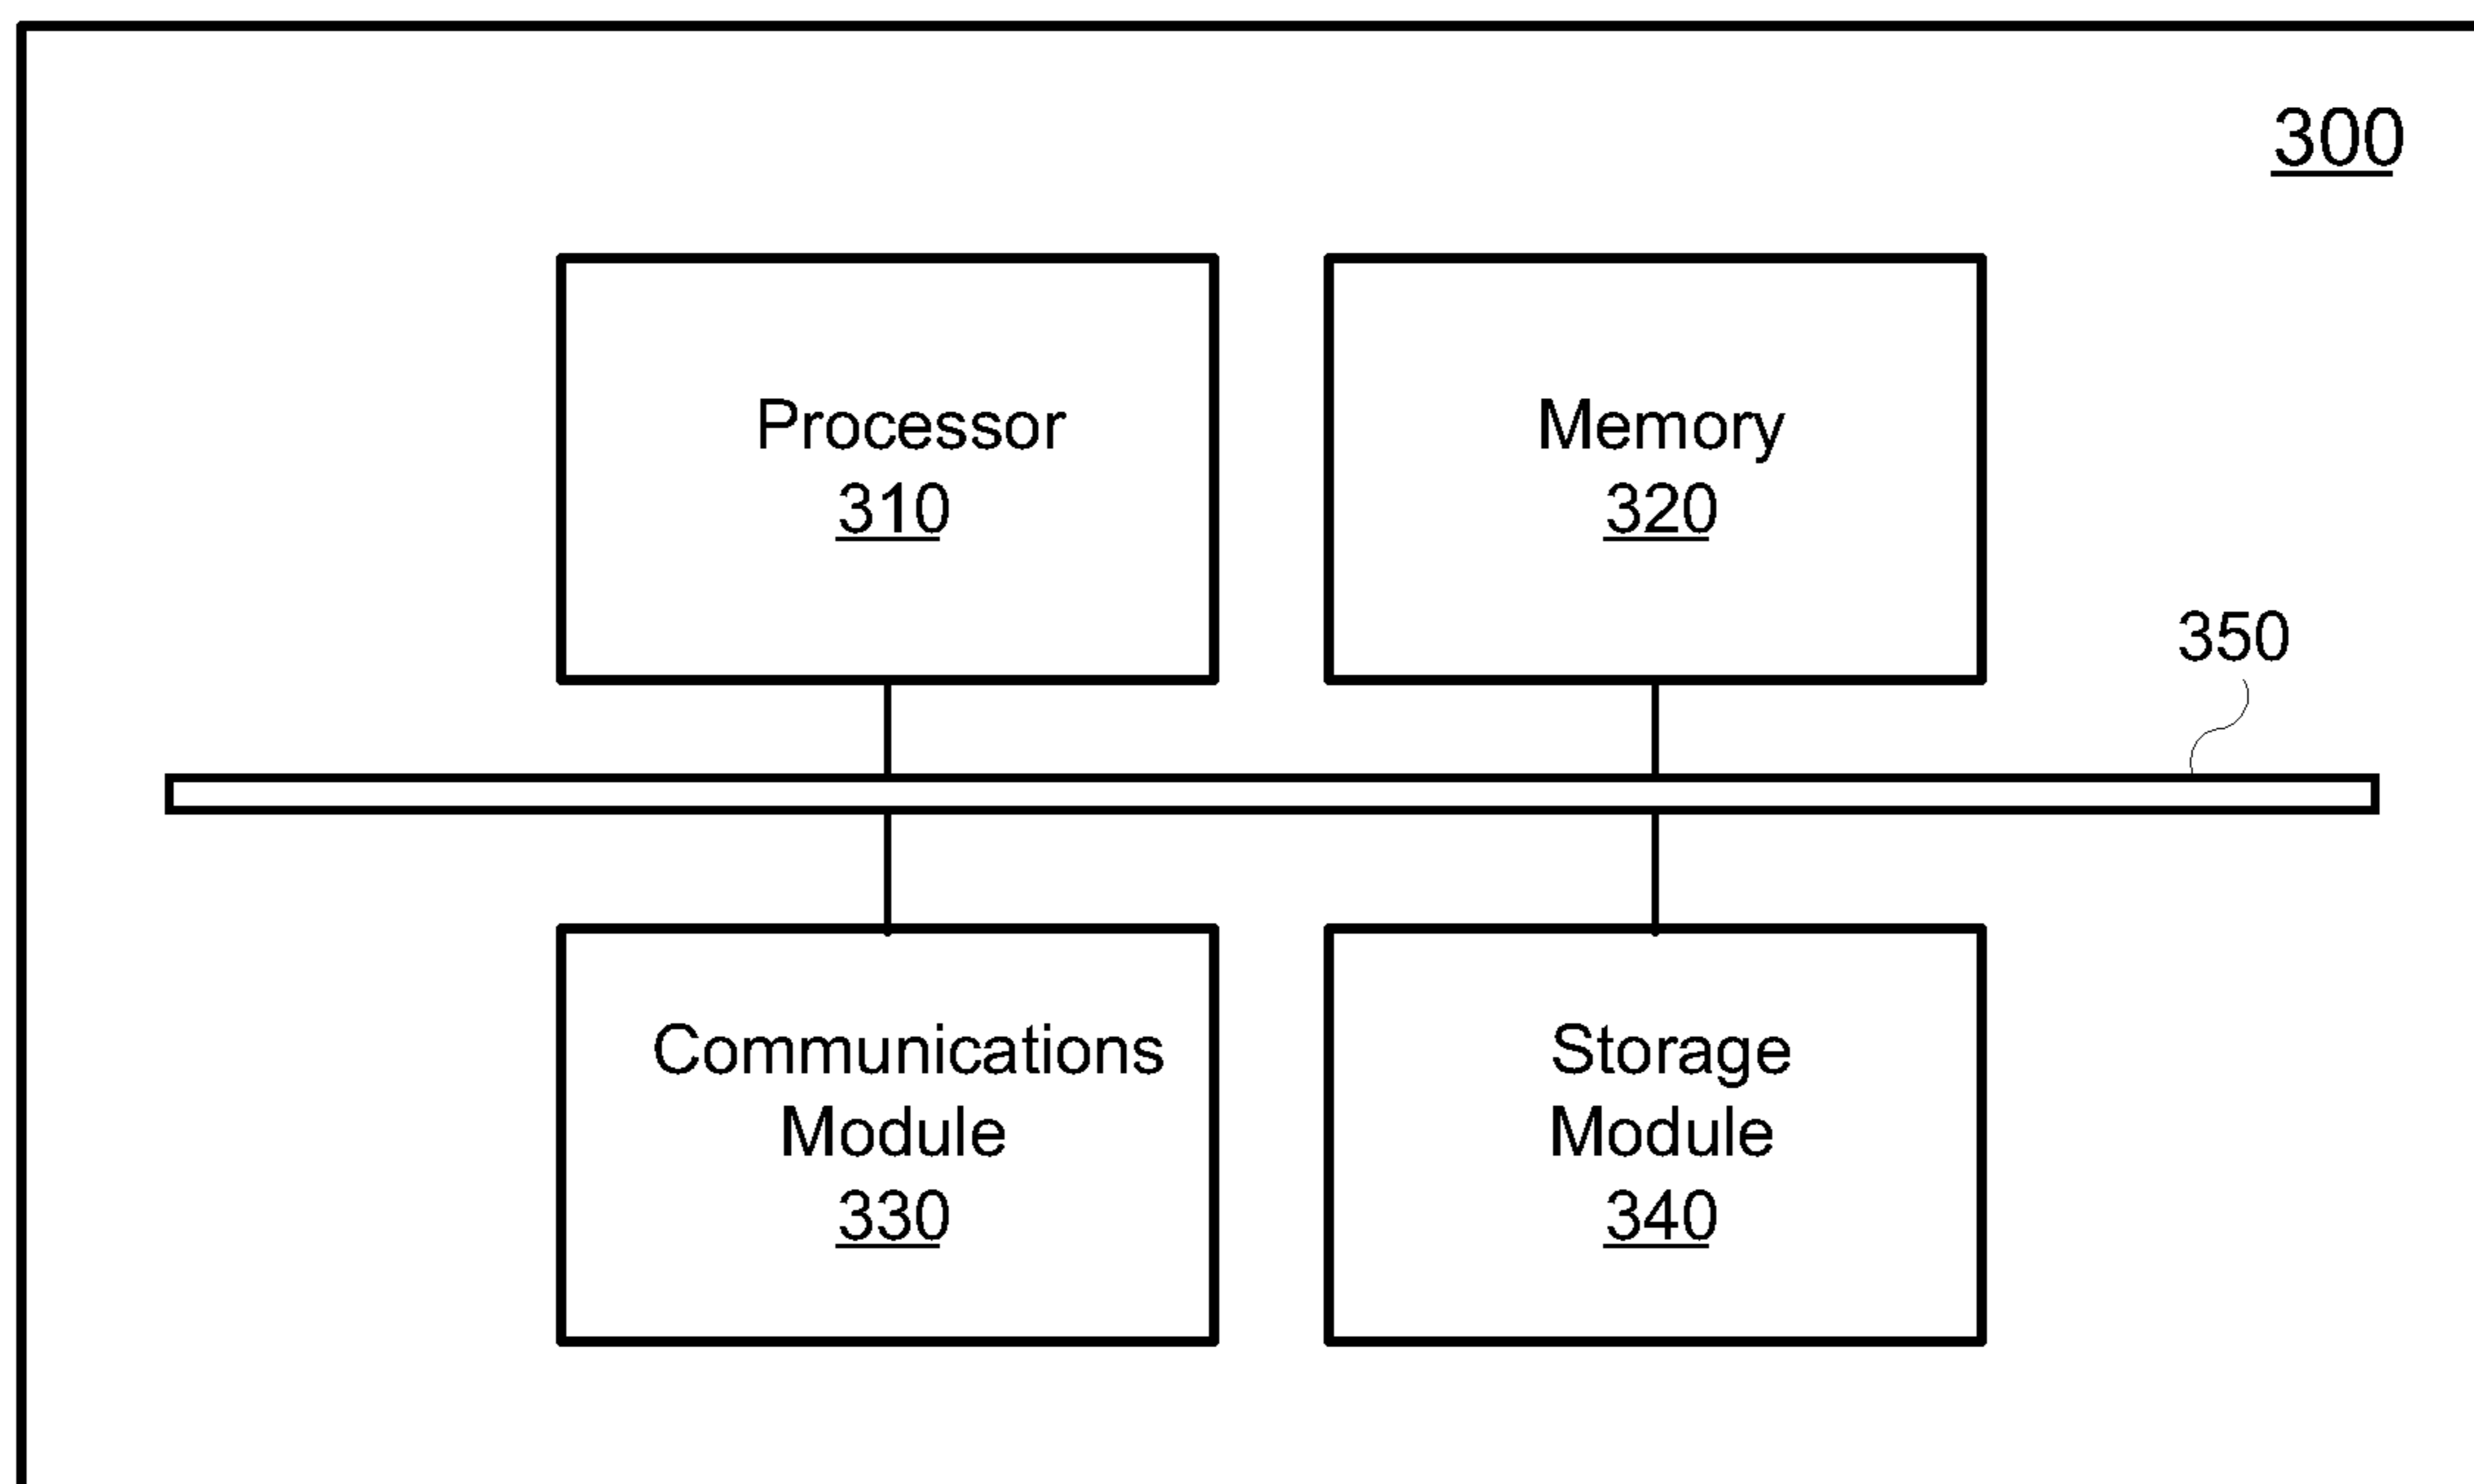 300
Processor
310
Memory
320
350
Communications
Module
330
Storage
Module
340